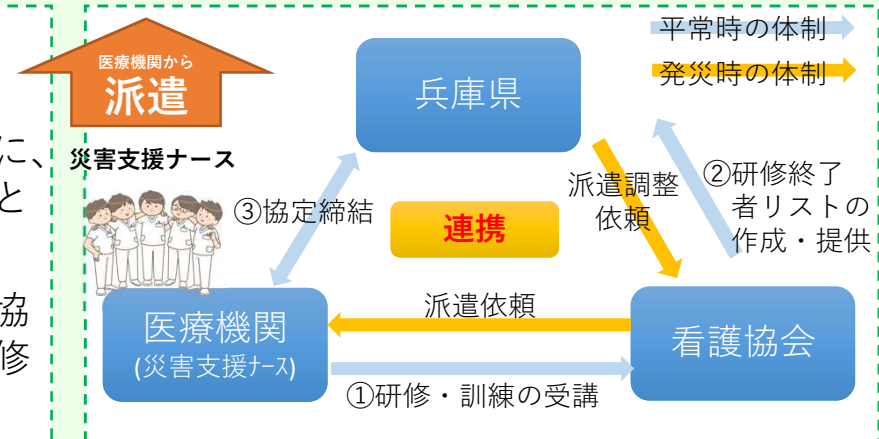 医療機関から
派遣
災害支援ナース
平常時の体制
発災時の体制
兵庫県
に、
と
協
修
③協定締結
連携
派遣調整
依頼
②研修終了
者リストの
作成・提供
派遣依頼
医療機関
(災害支援ﾅｰｽ)
看護協会
①研修・訓練の受講